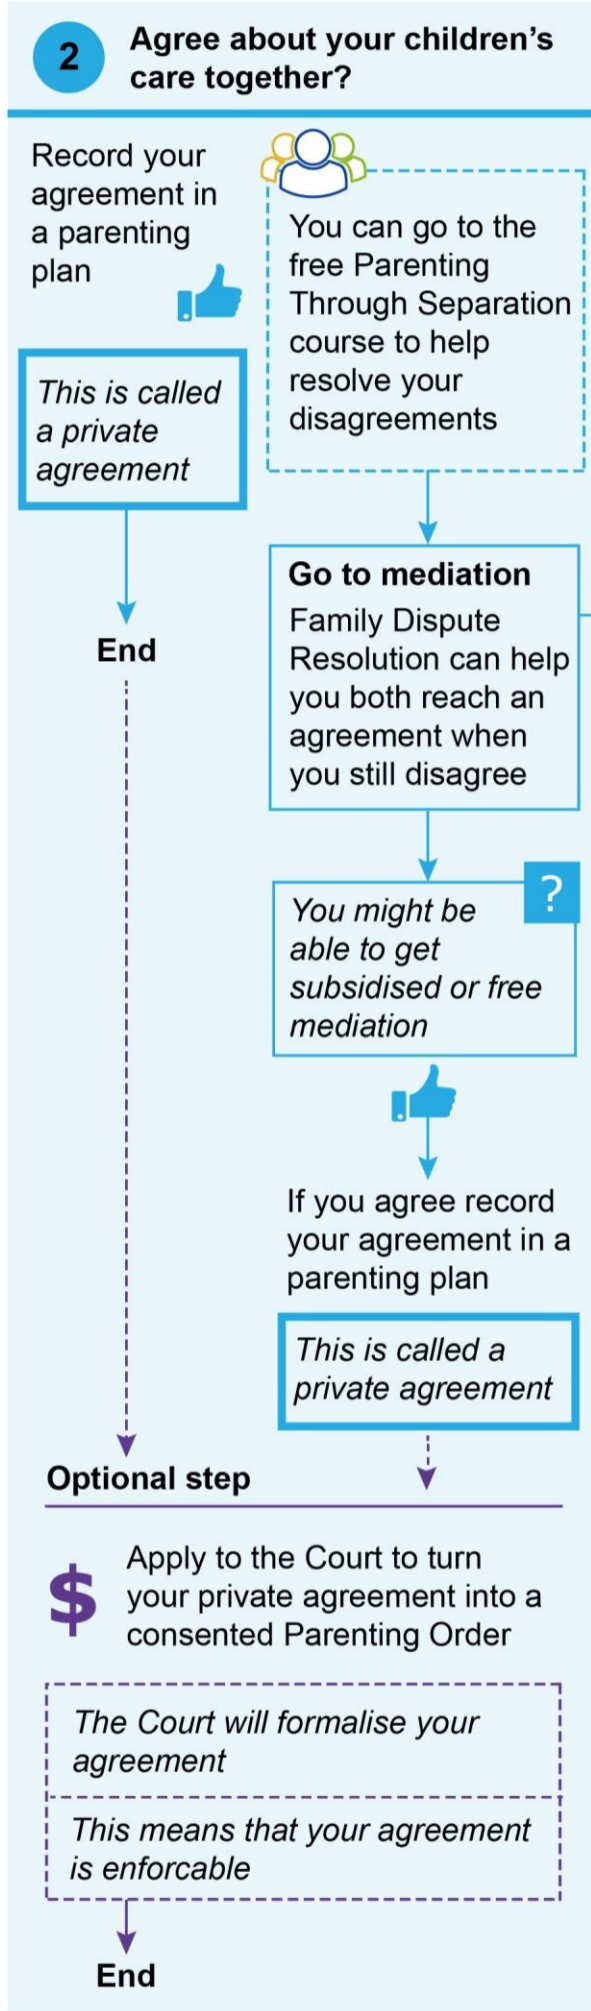 2
Agree about your children's
care together?
Record your
agreement in
a parenting
plan
This is called
a private
agreement
End
You can go to the
free Parenting
Through Separation
course to help
resolve your
disagreements
Go to mediation
Family Dispute
Resolution can help
you both reach an
agreement when
you still disagree
?
You might be
able to get
subsidised or free
mediation
If you agree record
your agreement in a
parenting plan
This is called a
private agreement
Optional step
$
Apply to the Court to turn
your private agreement into a
consented Parenting Order
The Court will formalise your
agreement
This means that your agreement
is enforcable
End